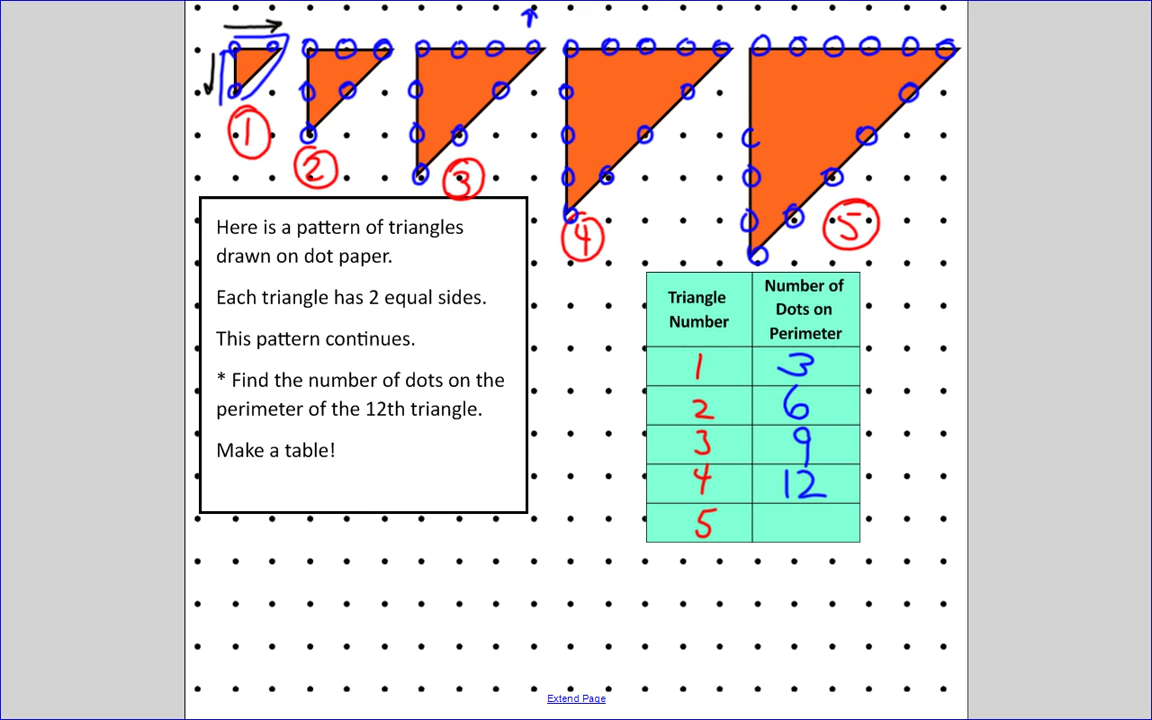 1
2
3
4
5
Here is a pattern of triangles
drawn on dot paper.
Each triangle has 2 equal sides.
This pattern continues.
* Find the number of dots on the
perimeter of the 12th triangle.
Make a table!
Triangle
Number
Number of
Dots on
Perimeter
1 3
2 6
3 9
4 12
5
Extend Page